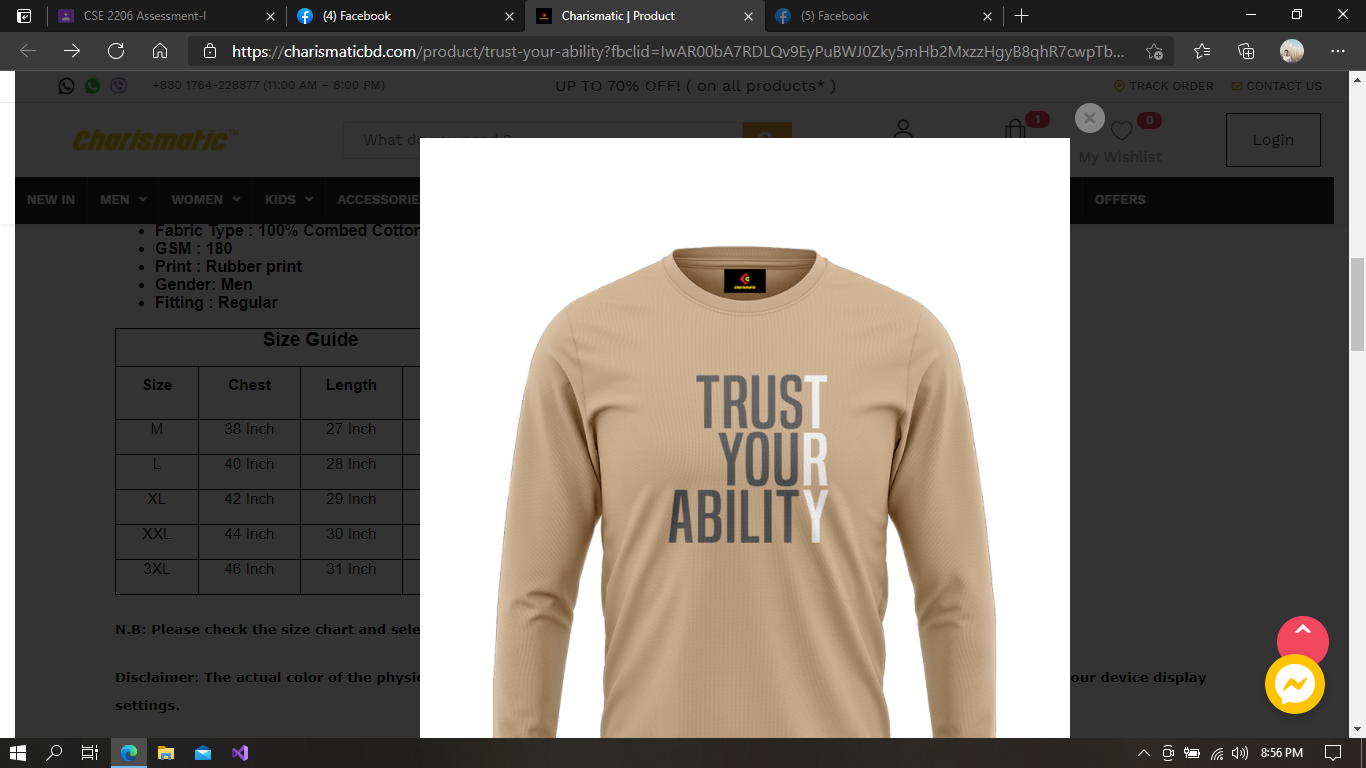 CSE 2206 Assessment-I
(4) Facebook
Charismatic | Product
(5) Facebook
https://charismaticbd.com/product/trust-your-ability?fbclid=IwAR00bA7RDLQv9EyPuBWJ0Zky5mHb2MxzzHgyB8qhR7cwpTb...
+880 1764-228877 (11:00 AM – 8:00 PM)
UP TO 70% OFF! ( on all products* )
TRACK ORDER
CONTACT US
Charismatic™
What do you need ?
1
0
My Wishlist
Login
NEW IN
MEN
WOMEN
KIDS
ACCESSORIE
OFFERS
• Fabric Type : 100% Combed Cotton
• GSM : 180
• Print : Rubber print
• Gender: Men
• Fitting : Regular
Size Guide
Size Chest Length
M 38 Inch 27 Inch
L 40 Inch 28 Inch
XL 42 Inch 29 Inch
XXL 44 Inch 30 Inch
3XL 46 Inch 31 Inch
N.B: Please check the size chart and sele
Disclaimer: The actual color of the physic
our device display
settings.
Charismatic
TRUST
YOUR
ABILITY
8:56 PM